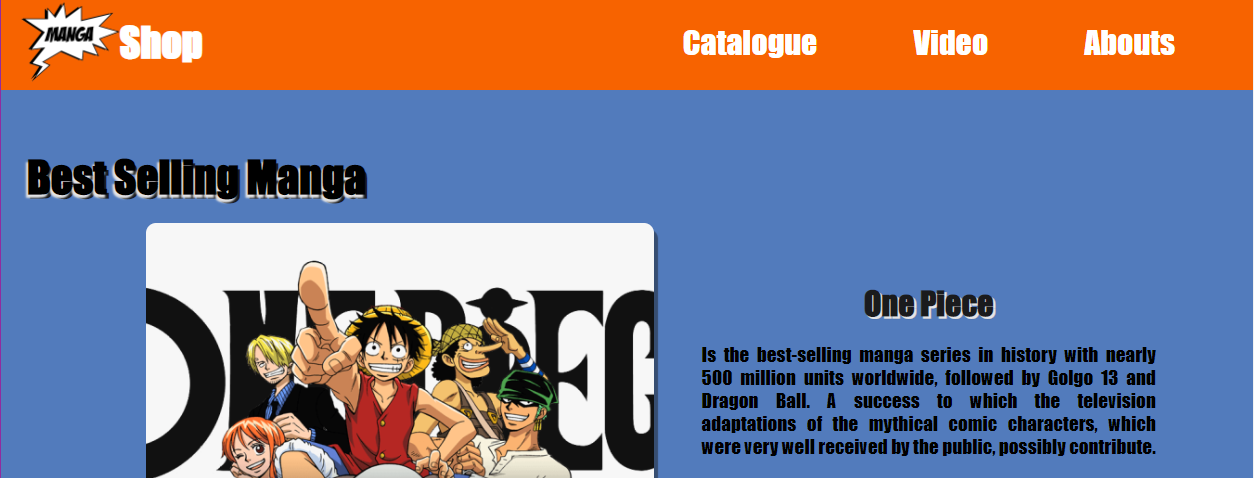 MANGA
Shop
Catalogue
Video
Abouts
Best Selling Manga
ONE PIEC
One Piece
Is the best-selling manga series in history with nearly
500 million units worldwide, followed by Golgo 13 and
Dragon Ball. A success to which the television
adaptations of the mythical comic characters, which
were very well received by the public, possibly contribute.